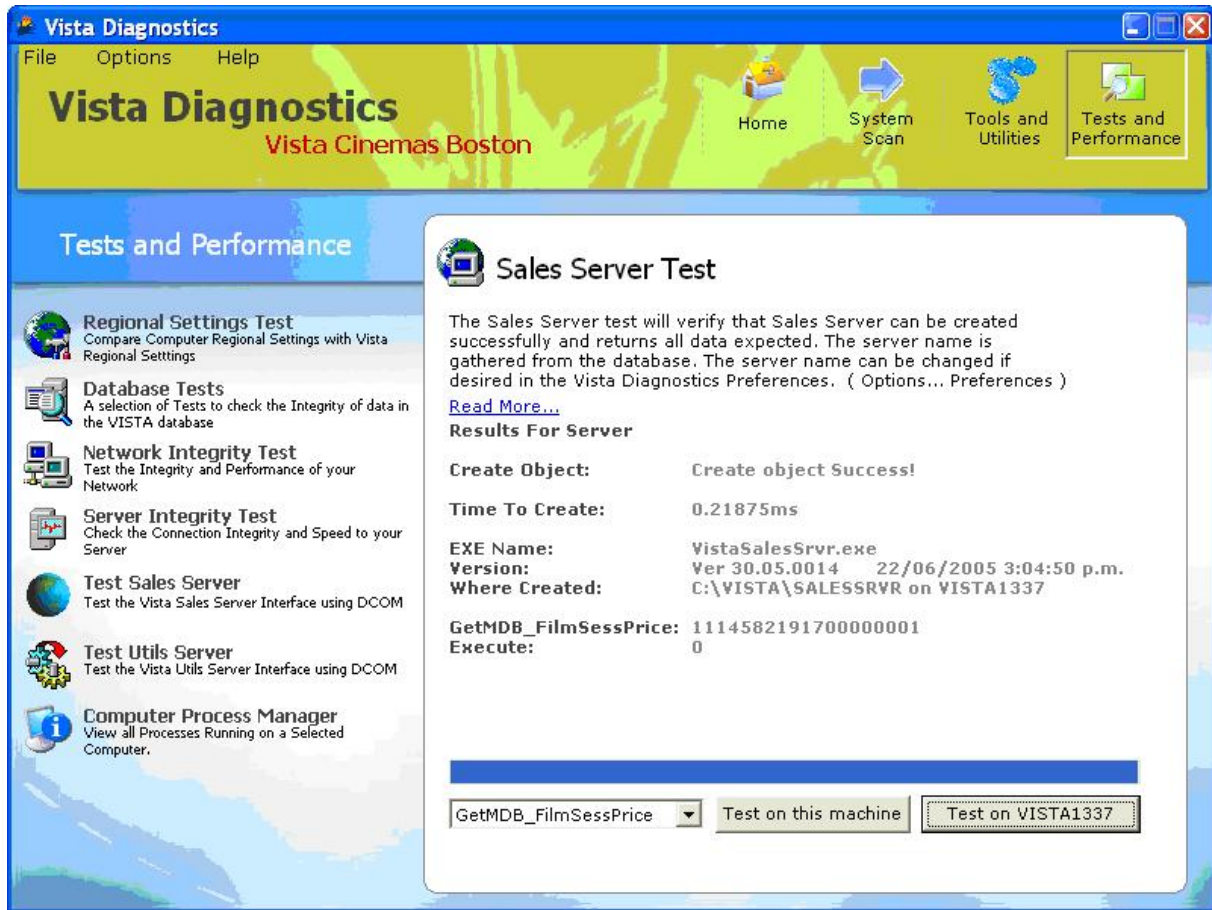 Vista Diagnostics
File Options Help
Vista Diagnostics
Vista Cinemas Boston
Home
System
Scan
Tools and
Utilities
Tests and
Performance
Tests and Performance
Regional Settings Test
Compare Computer Regional Settings with Vista
Regional Setttings
Database Tests
A selection of Tests to check the Integrity of data in
the VISTA database
Network Integrity Test
Test the Integrity and Performance of your
Network
Server Integrity Test
Check the Connection Integrity and Speed to your
Server
Test Sales Server
Test the Vista Sales Server Interface using DCOM
Test Utils Server
Test the Vista Utils Server Interface using DCOM
Computer Process Manager
View all Processes Running on a Selected
Computer.
Sales Server Test
The Sales Server test will verify that Sales Server can be created
successfully and returns all data expected. The server name is
gathered from the database. The server name can be changed if
desired in the Vista Diagnostics Preferences. ( Options... Preferences )
Read More...
Results For Server
Create Object: Create object Success!
Time To Create: 0.21875ms
EXE Name: VistaSalesSrvr.exe
Version: Ver 30.05.0014 22/06/2005 3:04:50 p.m.
Where Created: C:\VISTA\SALESSRVR on VISTA1337
GetMDB_FilmSessPrice: 1114582191700000001
Execute: 0
GetMDB_FilmSessPrice
Test on this machine
Test on VISTA1337